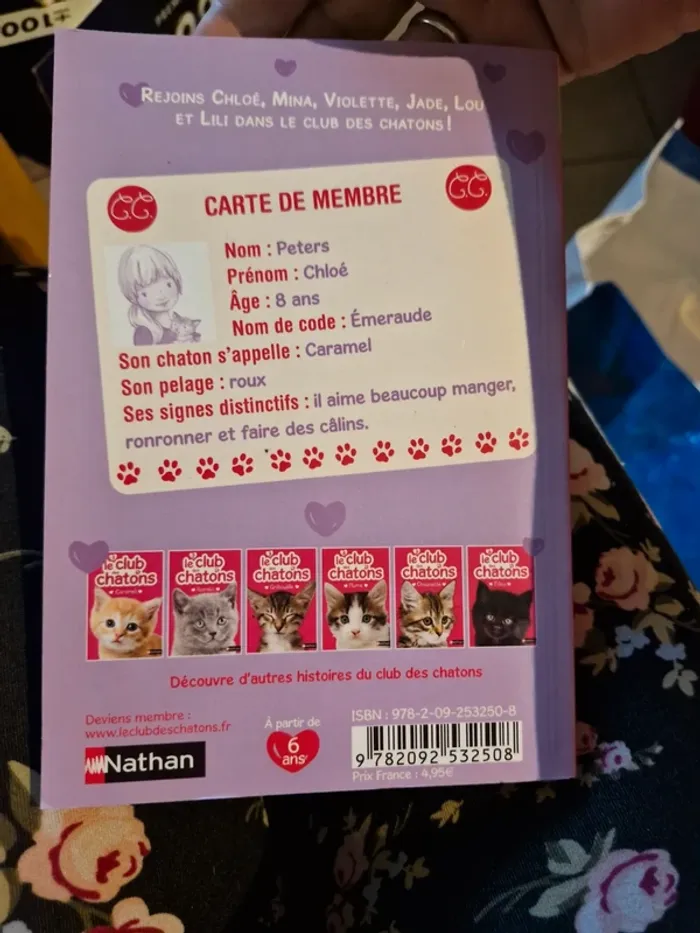 REJOINS CHLOÉ, MINA, VIOLETTE, JADE, LOU
ET LILI DANS LE CLUB DES CHATONS !
C.C.
CARTE DE MEMBRE
C.C.
Nom : Peters
Prénom : Chloé
Âge : 8 ans
Nom de code : Émeraude
Son chaton s'appelle : Caramel
Son pelage : roux
Ses signes distinctifs : il aime beaucoup manger,
ronronner et faire des câlins.
le club des chatons
Caramel
le club des chatons
le club des chatons
Gribouille
le club des chatons
Plume
le club des chatons
le club des chatons
Découvre d'autres histoires du club des chatons
Deviens membre :
www.leclubdeschatons.fr
Nathan
À partir de
6
ans
ISBN : 978-2-09-253250-8
9 782092 532508
Prix France : 4,95€